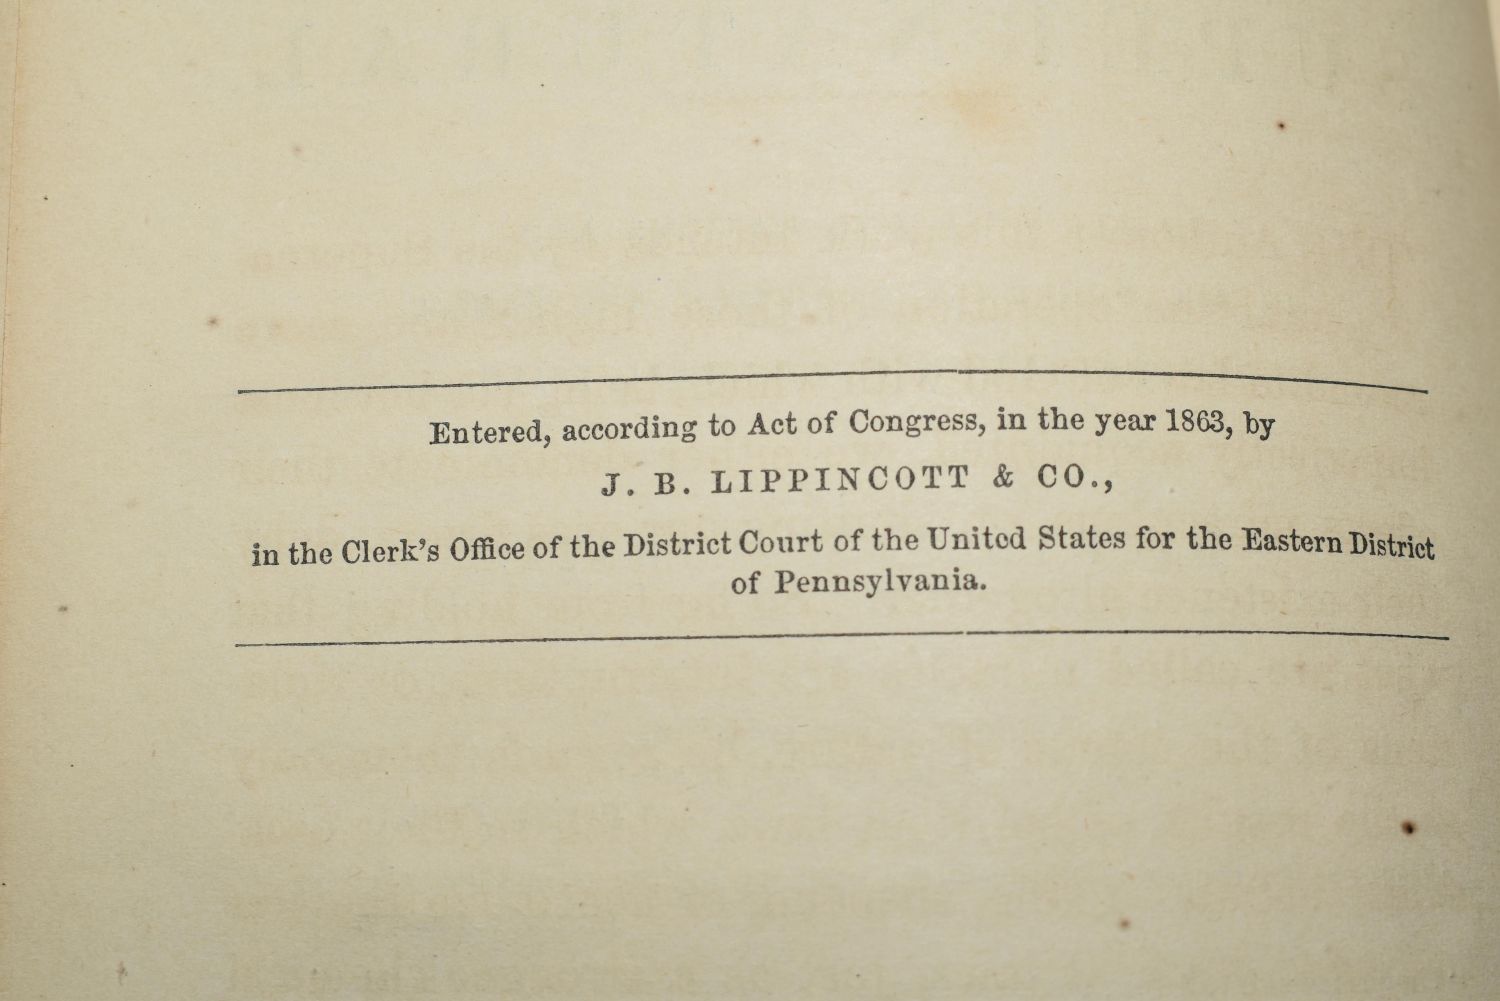 Entered, according to Act of Congress, in the year 1863, by
J. B. LIPPINCOTT & CO.,
in the Clerk's Office of the District Court of the United States for the Eastern District
of Pennsylvania.